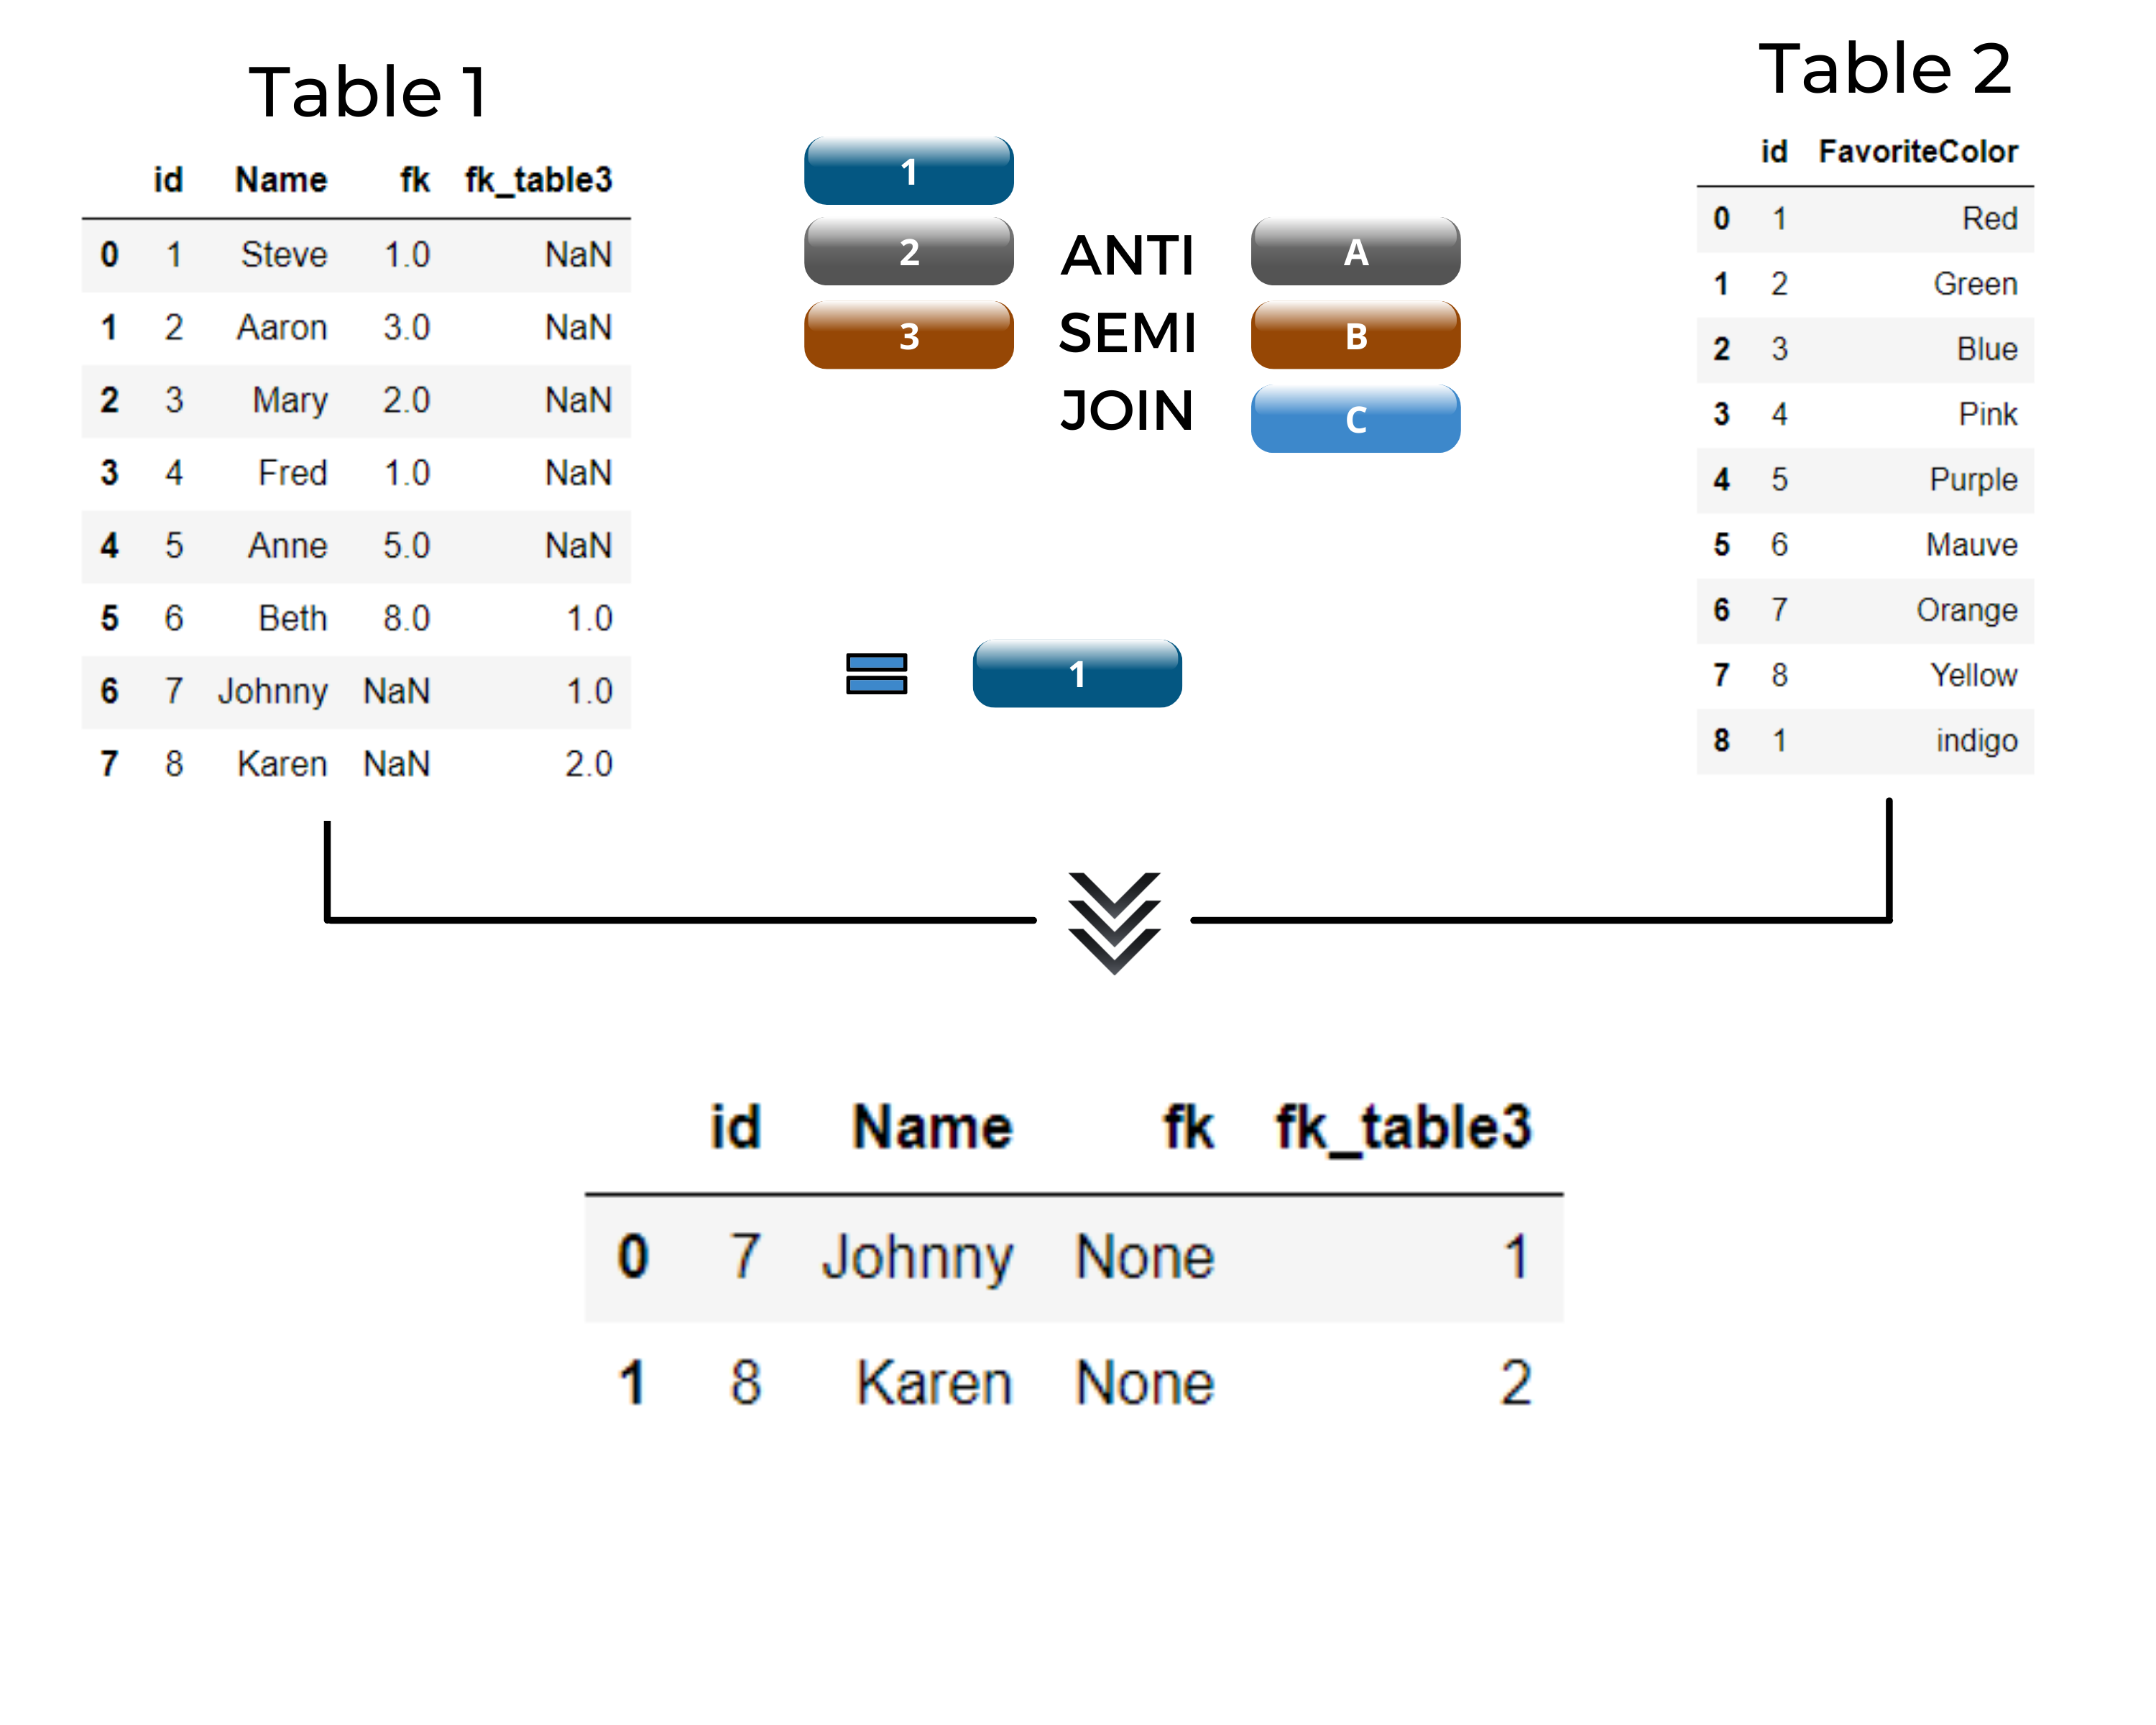 Table 1
id Name fk fk_table3
0 1 Steve 1.0 NaN
1 2 Aaron 3.0 NaN
2 3 Mary 2.0 NaN
3 4 Fred 1.0 NaN
4 5 Anne 5.0 NaN
5 6 Beth 8.0 1.0
6 7 Johnny NaN 1.0
7 8 Karen NaN 2.0
1
2
3
ANTI
SEMI
JOIN
A
B
C
1
Table 2
id FavoriteColor
0 1 Red
1 2 Green
2 3 Blue
3 4 Pink
4 5 Purple
5 6 Mauve
6 7 Orange
7 8 Yellow
8 1 indigo
id Name fk fk_table3
0 7 Johnny None 1
1 8 Karen None 2